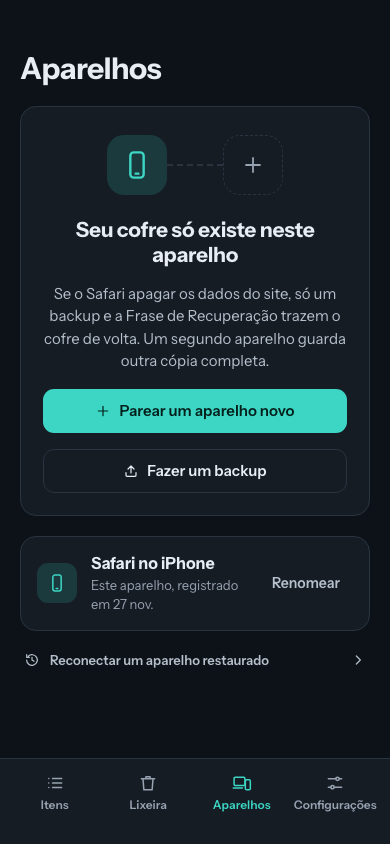 Aparelhos
Seu cofre só existe neste
aparelho
Se o Safari apagar os dados do site, só um
backup e a Frase de Recuperação trazem o
cofre de volta. Um segundo aparelho guarda
outra cópia completa.
Parear um aparelho novo
Fazer um backup
Safari no iPhone
Este aparelho, registrado
em 27 nov.
Renomear
Reconectar um aparelho restaurado
Itens
Lixeira
Aparelhos
Configurações